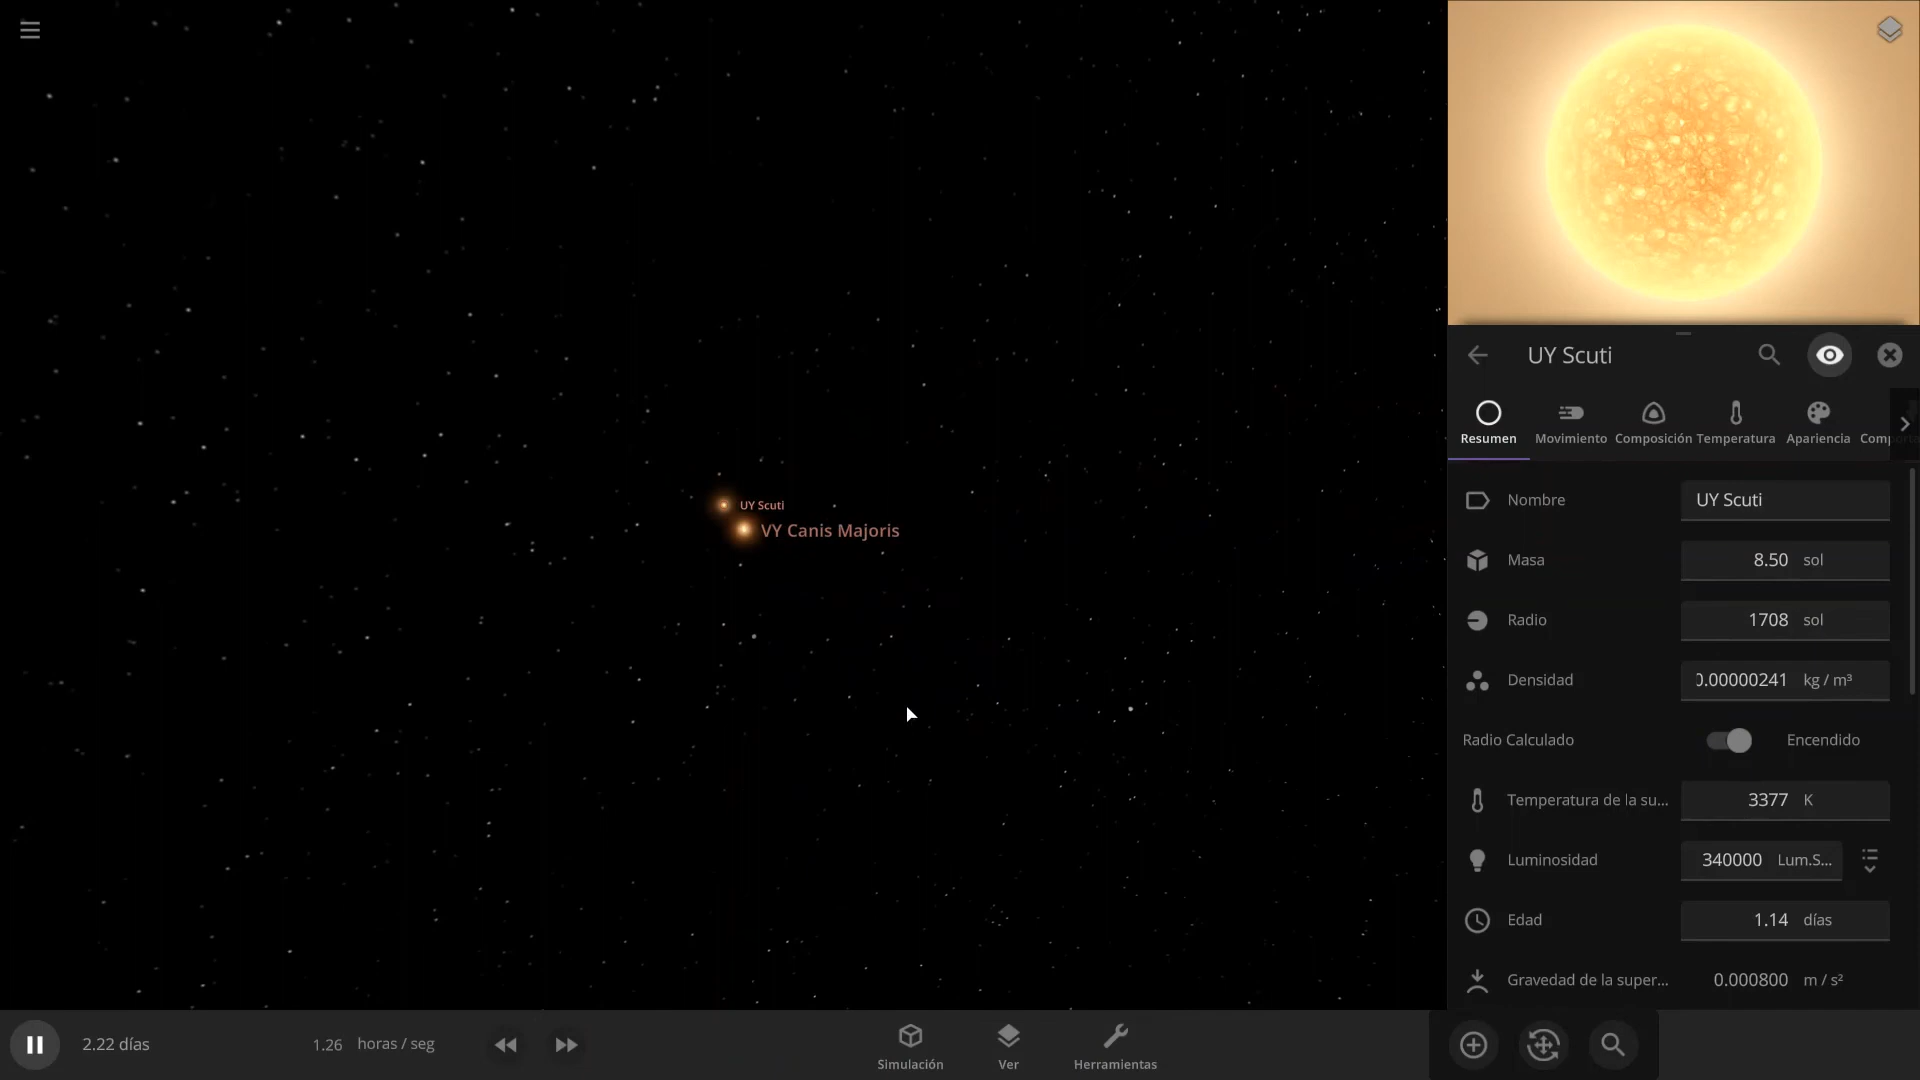 UY Scuti
VY Canis Majoris
UY Scuti
Resumen
Movimiento
Composición
Temperatura
Apariencia
Nombre
UY Scuti
Masa
8.50 sol
Radio
1708 sol
Densidad
0.00000241 kg / m³
Radio Calculado
Encendido
Temperatura de la su...
3377 K
Luminosidad
340000 Lum.S...
Edad
1.14 días
Gravedad de la super...
0.000800 m / s²
2.22 días
1.26 horas / seg
Simulación
Ver
Herramientas